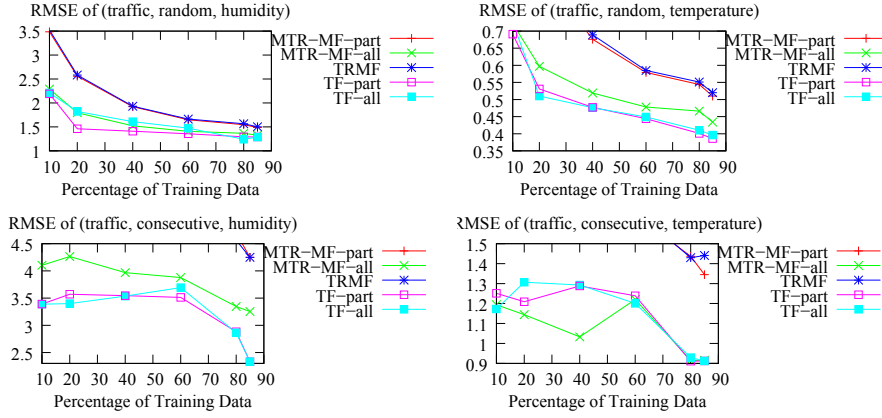 RMSE of (traffic, random, humidity)
3.5
3
2.5
2
1.5
1
10 20 30 40 50 60 70 80 90
Percentage of Training Data
MTR-MF-part
MTR-MF-all
TRMF
TF-part
TF-all
RMSE of (traffic, random, temperature)
0.7
0.65
0.6
0.55
0.5
0.45
0.4
0.35
10 20 30 40 50 60 70 80 90
Percentage of Training Data
MTR-MF-part
MTR-MF-all
TRMF
TF-part
TF-all
RMSE of (traffic, consecutive, humidity)
4.5
4
3.5
3
2.5
10 20 30 40 50 60 70 80 90
Percentage of Training Data
MTR-MF-part
MTR-MF-all
TRMF
TF-part
TF-all
RMSE of (traffic, consecutive, temperature)
1.5
1.4
1.3
1.2
1.1
1
0.9
10 20 30 40 50 60 70 80 90
Percentage of Training Data
MTR-MF-part
MTR-MF-all
TRMF
TF-part
TF-all